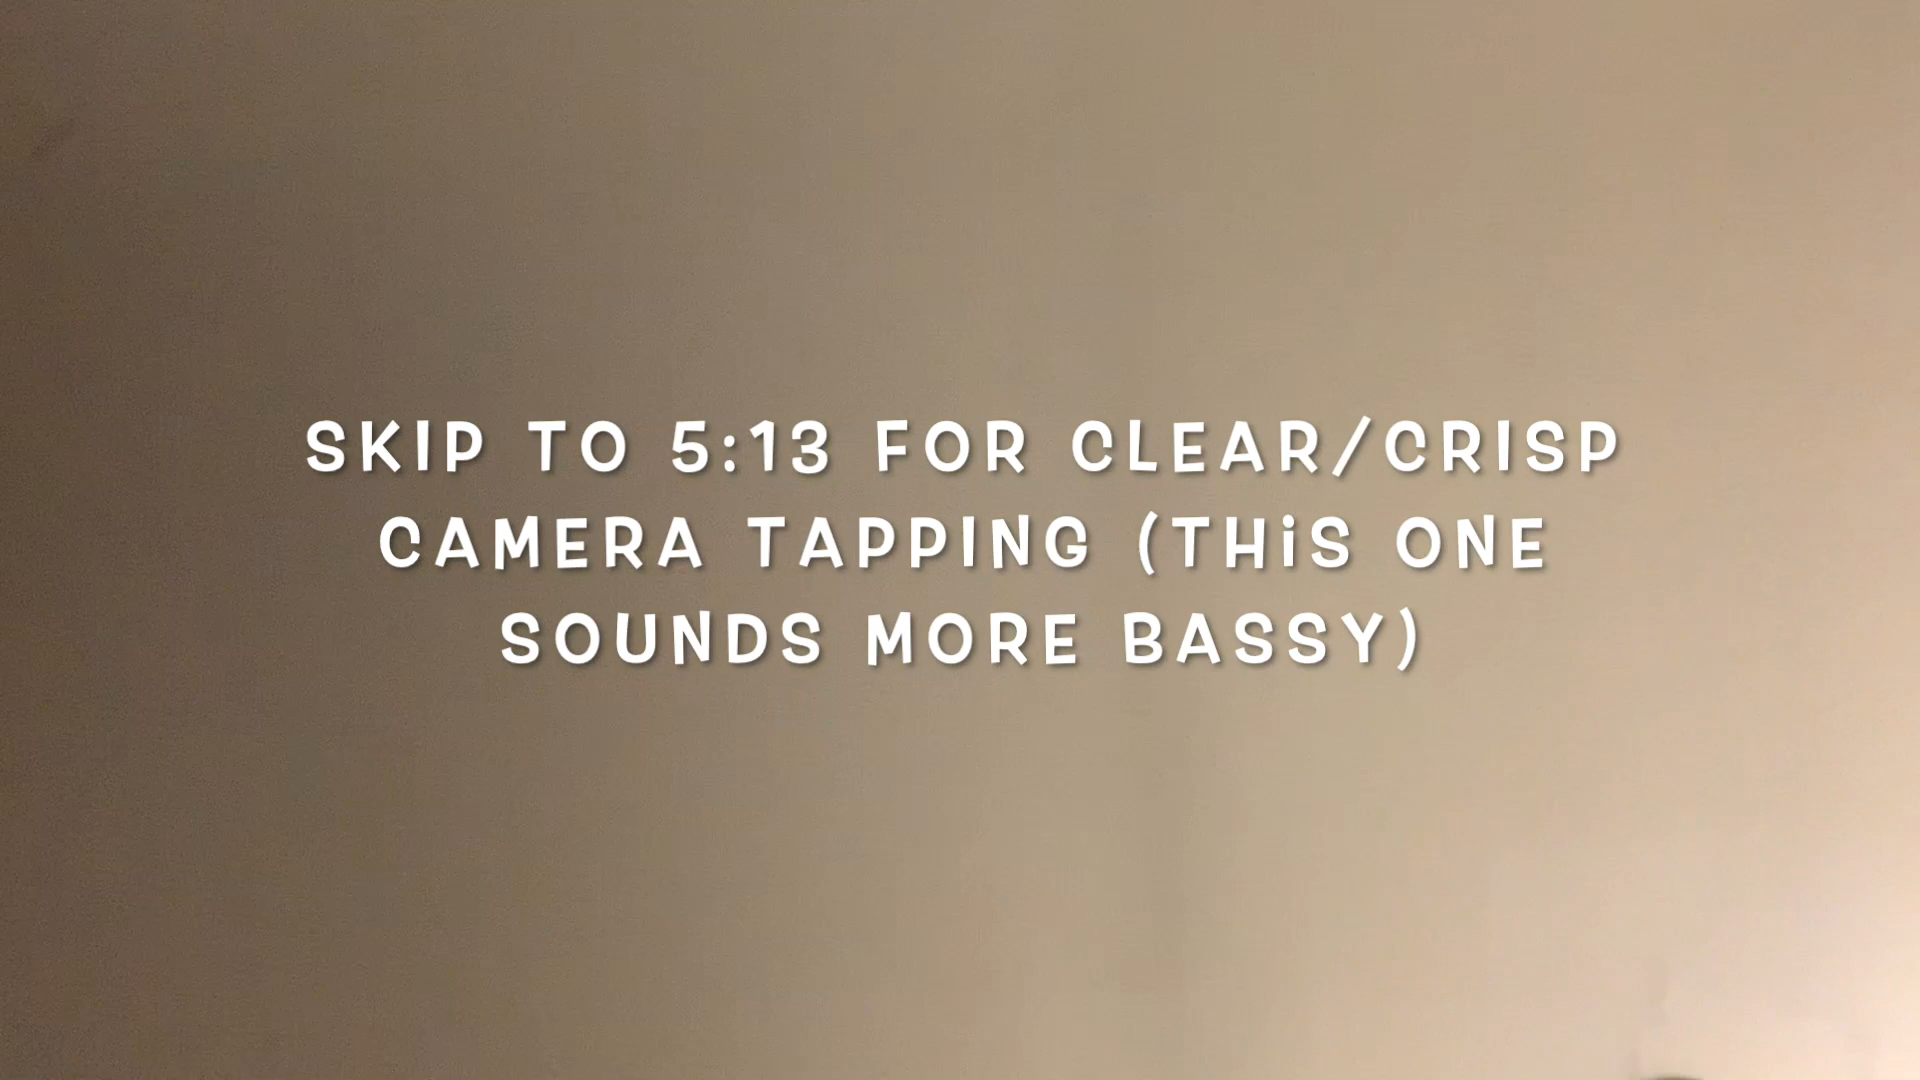 SKIP TO 5:13 FOR CLEAR/CRISP
CAMERA TAPPING (THiS ONE
SOUNDS MORE BASSY)